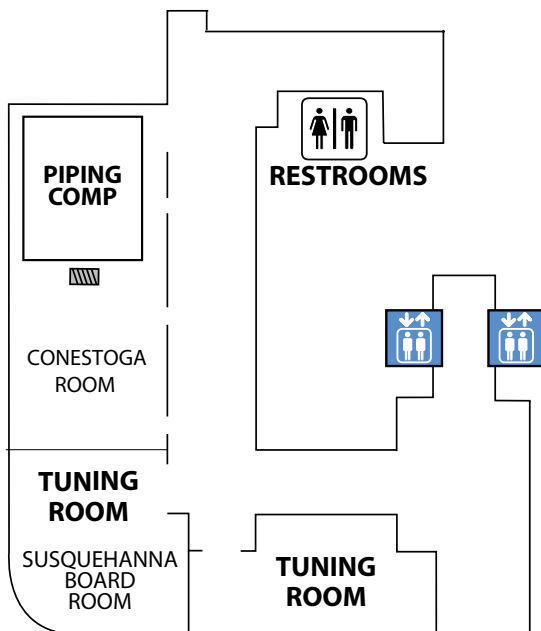 PIPING
COMP
RESTROOMS
CONESTOGA
ROOM
TUNING
ROOM
SUSQUEHANNA
BOARD
ROOM
TUNING
ROOM